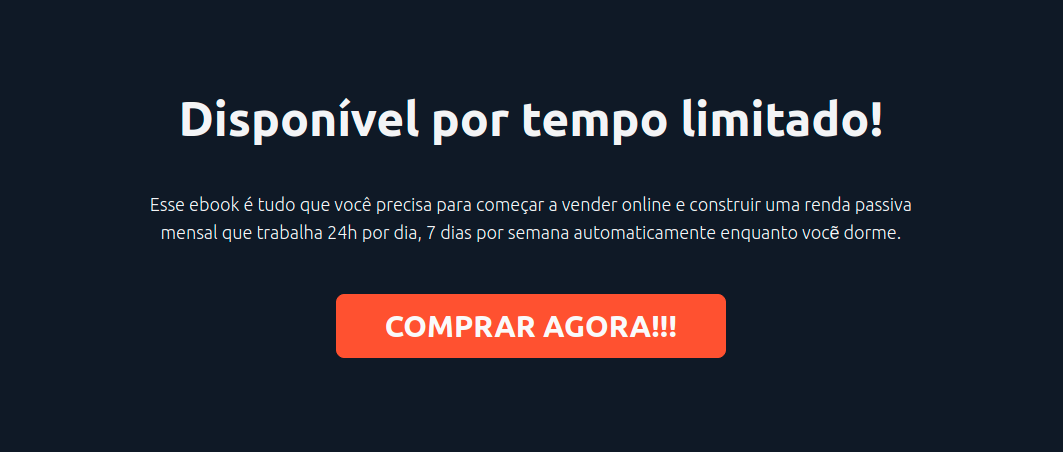 Disponível por tempo limitado!
Esse ebook é tudo que você precisa para começar a vender online e construir uma renda passiva
mensal que trabalha 24h por dia, 7 dias por semana automaticamente enquanto vocẽ dorme.
COMPRAR AGORA!!!